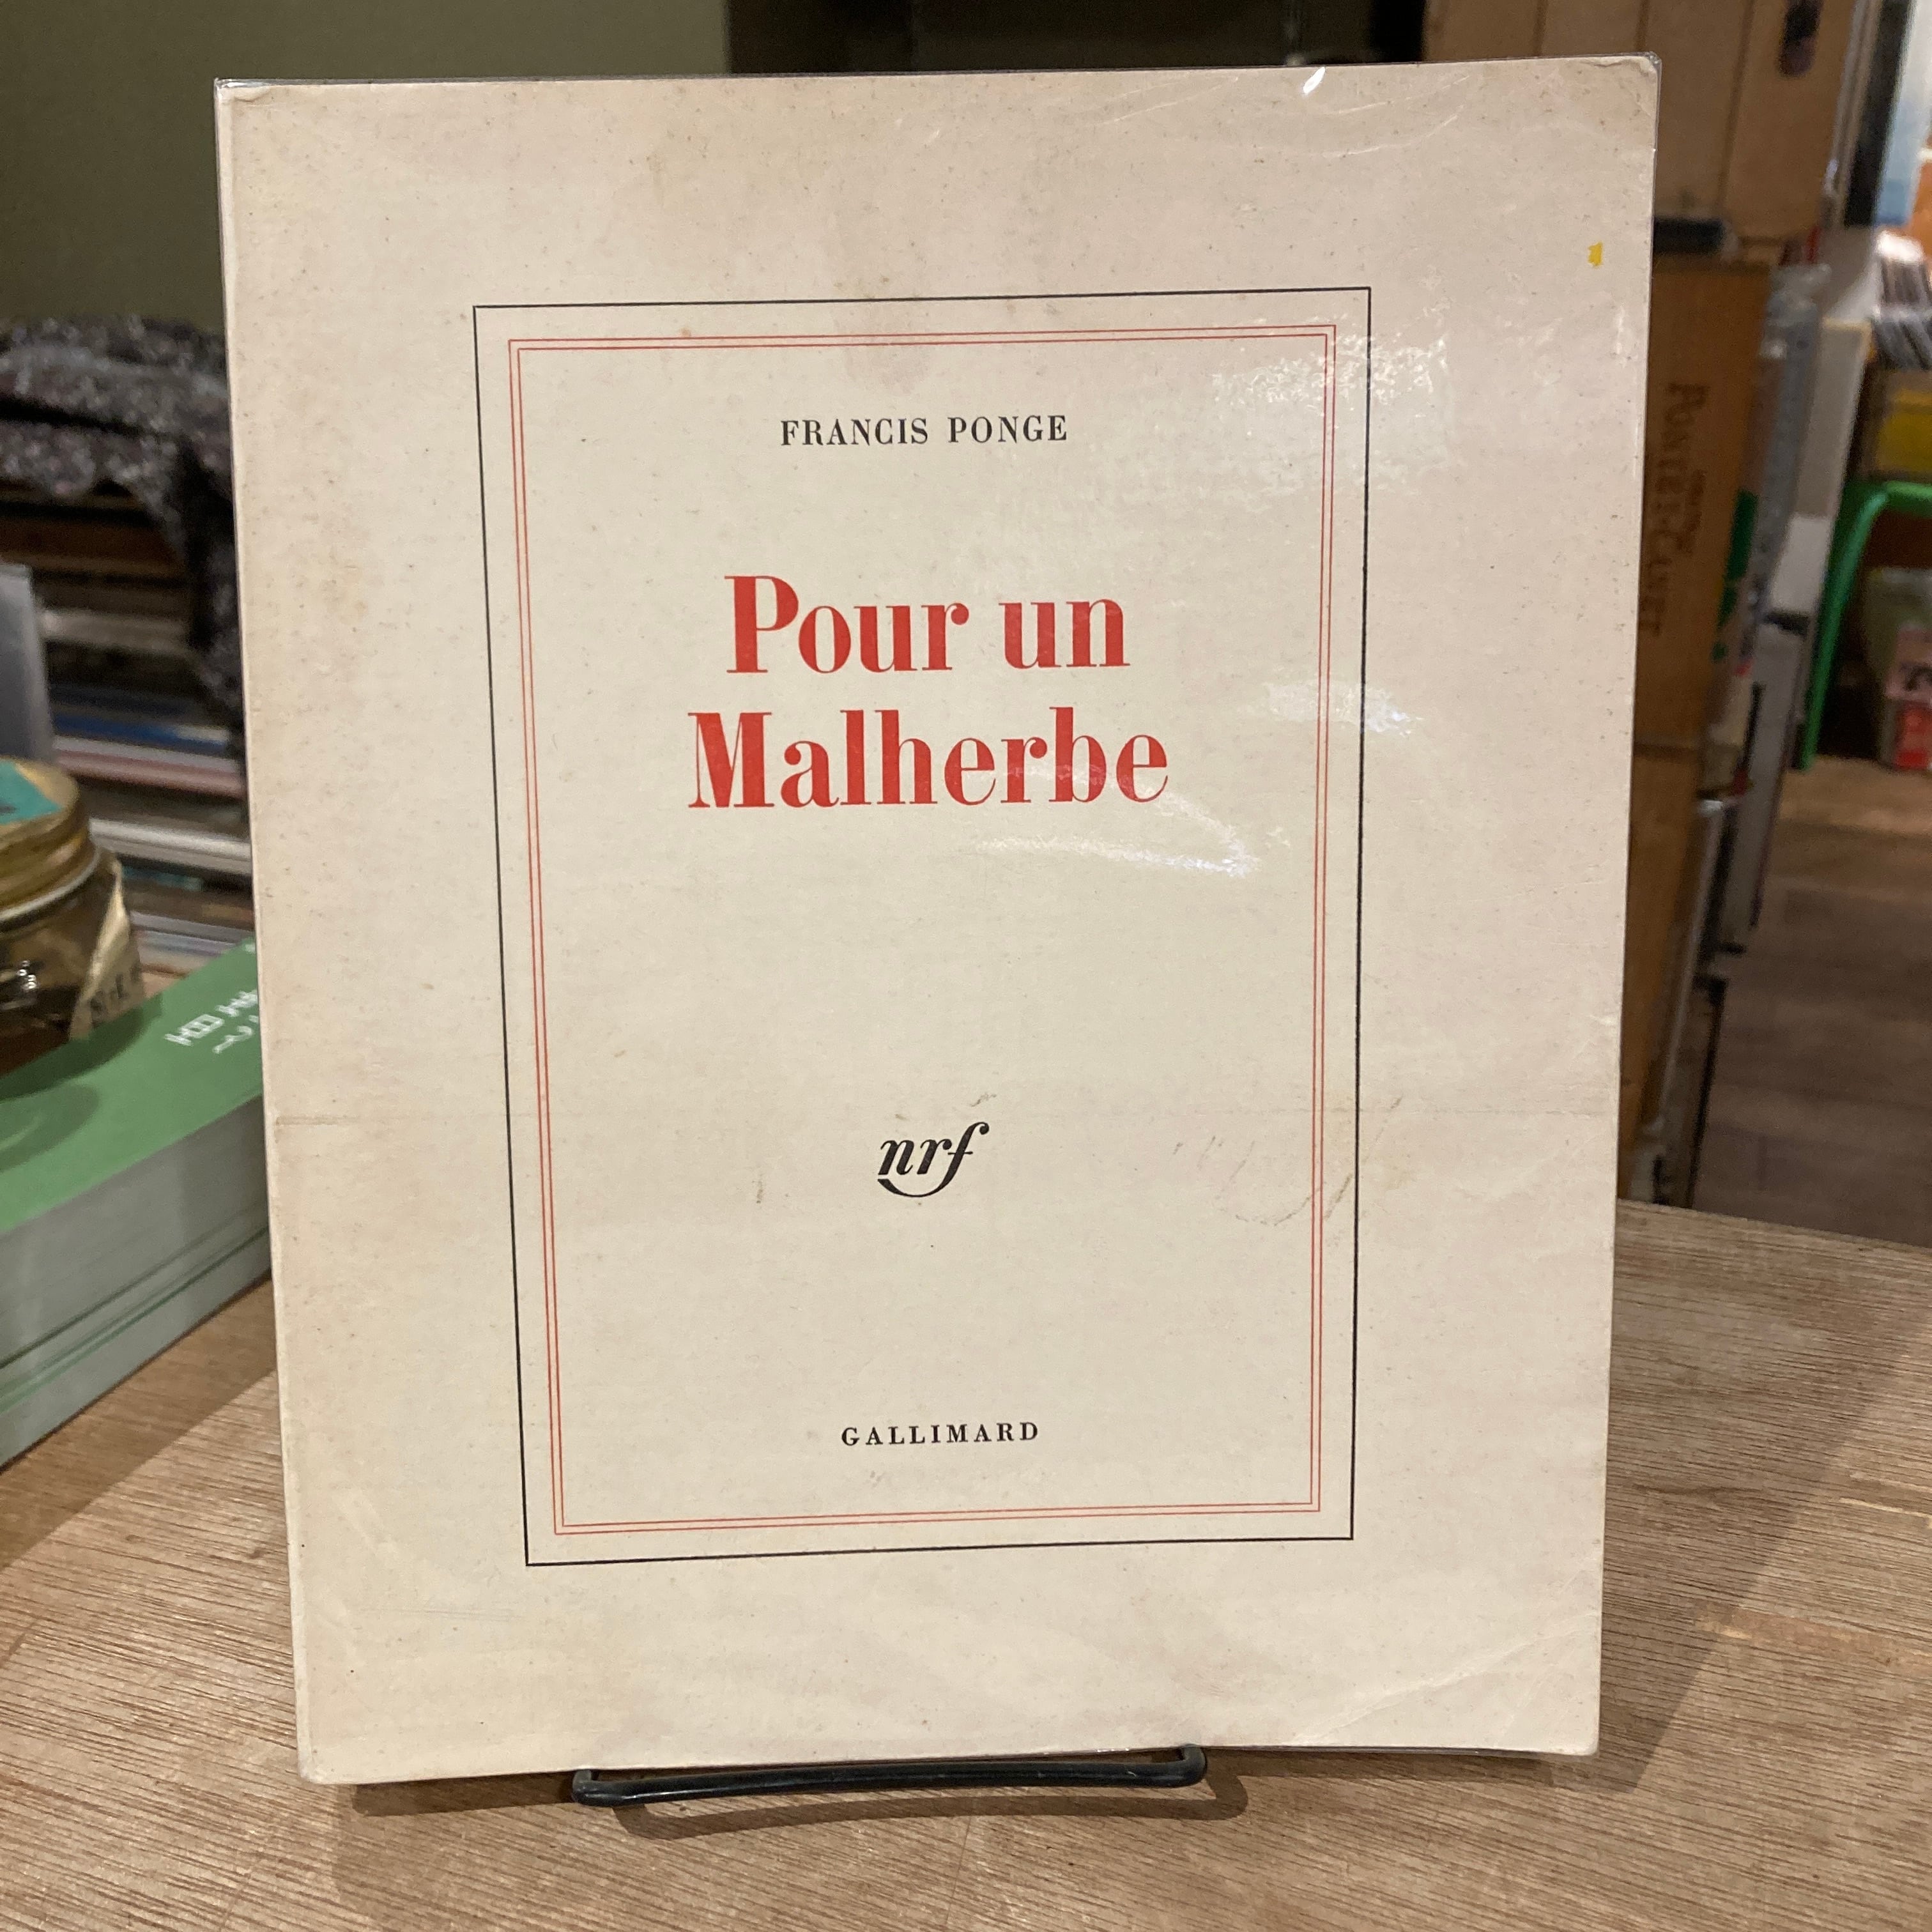 FRANCIS PONGE
Pour un
Malherbe
nrf
GALLIMARD